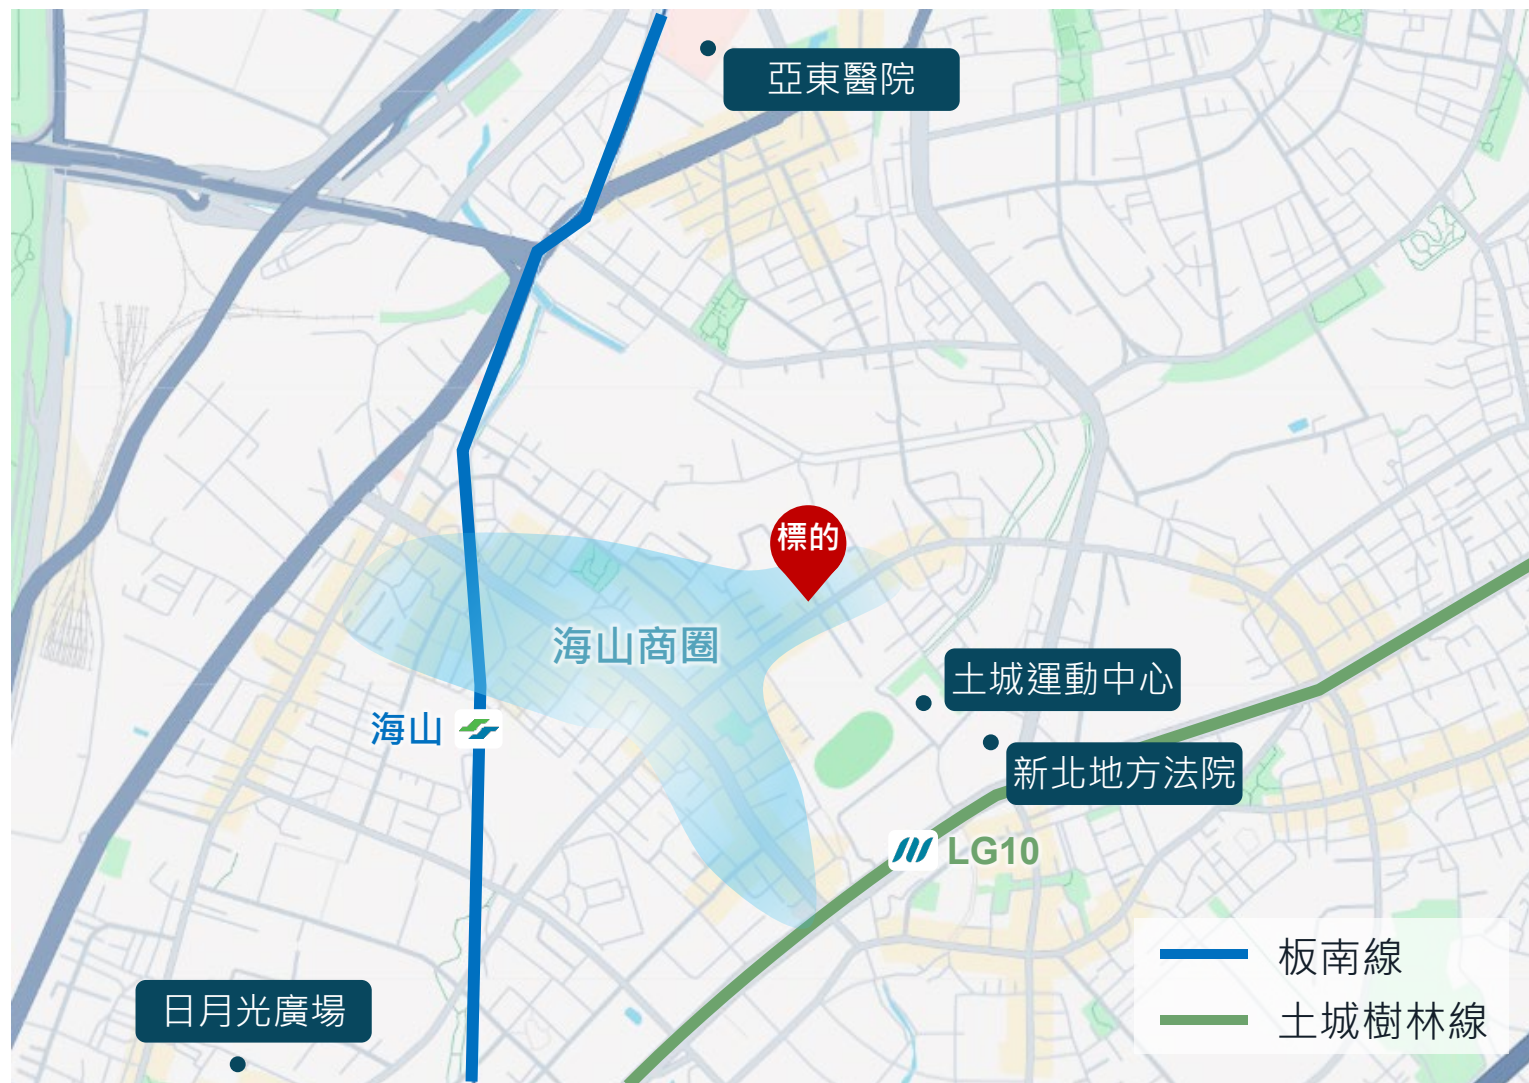 亞東醫院
標的
海山商圈
土城運動中心
海山
新北地方法院
LG10
板南線
日月光廣場
土城樹林線